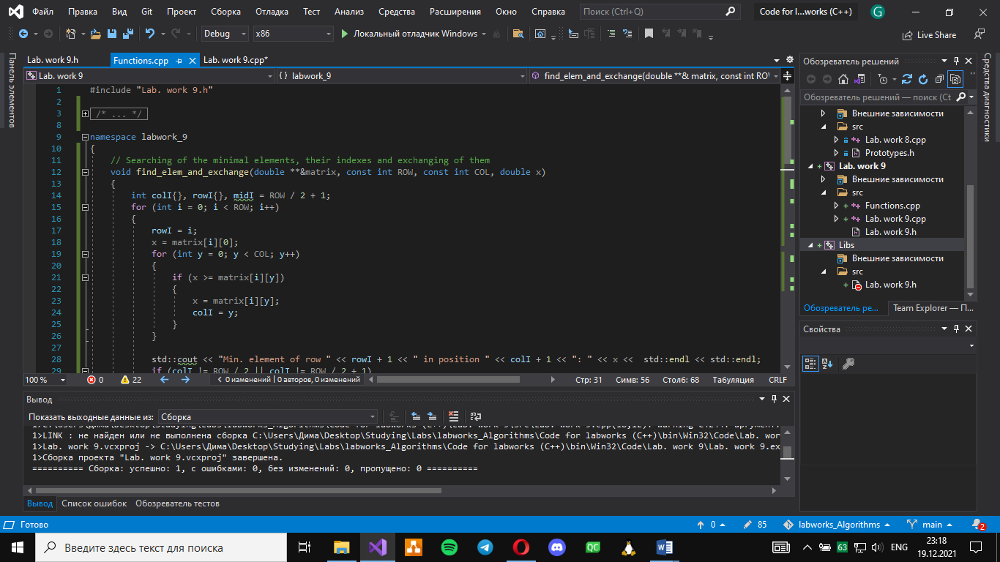 Файл Правка Вид Git Проект Сборка Отладка Тест Анализ Средства Расширения Окно Справка Поиск (Ctrl+Q) Code for l...works (C++) G
Debug x86 Локальный отладчик Windows Live Share
Панель элементов
Lab. work 9.h Functions.cpp Lab. work 9.cpp*
Lab. work 9 { } labwork_9 find_elem_and_exchange(double **& matrix, const int ROW
1 #include "Lab. work 9.h"
2
3 /* ... */
8
9 namespace labwork_9
10 {
11 // Searching of the minimal elements, their indexes and exchanging of them
12 void find_elem_and_exchange(double **&matrix, const int ROW, const int COL, double x)
13 {
14 int colI{}, rowI{}, midI = ROW / 2 + 1;
15 for (int i = 0; i < ROW; i++)
16 {
17 rowI = i;
18 x = matrix[i][0];
19 for (int y = 0; y < COL; y++)
20 {
21 if (x >= matrix[i][y])
22 {
23 x = matrix[i][y];
24 colI = y;
25 }
26 }
27
28 std::cout << "Min. element of row " << rowI + 1 << " in position " << colI + 1 << ": " << x << std::endl << std::endl;
29 if (colI != ROW / 2 || colI != ROW / 2 + 1)
100 % 0 22 0 изменений | 0 авторов, 0 изменений Стр: 31 Симв: 56 Столб: 68 Табуляция CRLF
Вывод
Показать выходные данные из: Сборка
1>LINK : не найден или не выполнена сборка C:\Users\Дима\Desktop\Studying\Labs\labworks_Algorithms\Code for labworks (C++)\bin\Win32\Code\Lab. wor
1>Lab. work 9.vcxproj -> C:\Users\Дима\Desktop\Studying\Labs\labworks_Algorithms\Code for labworks (C++)\bin\Win32\Code\Lab. work 9\Lab. work 9.ex
1>Сборка проекта "Lab. work 9.vcxproj" завершена.
========== Сборка: успешно: 1, с ошибками: 0, без изменений: 0, пропущено: 0 ==========
Вывод Список ошибок Обозреватель тестов
Обозреватель решений
Обозреватель решений — поиск (Ct
Внешние зависимости
src
Lab. work 8.cpp
Prototypes.h
Lab. work 9
Внешние зависимости
src
Functions.cpp
Lab. work 9.cpp
Lab. work 9.h
Libs
Внешние зависимости
src
Lab. work 9.h
Обозреватель ре... Team Explorer — П...
Свойства
Средства диагностики
Готово 0 85 labworks_Algorithms main 2
Введите здесь текст для поиска QC 63 ENG 23:18
19.12.2021